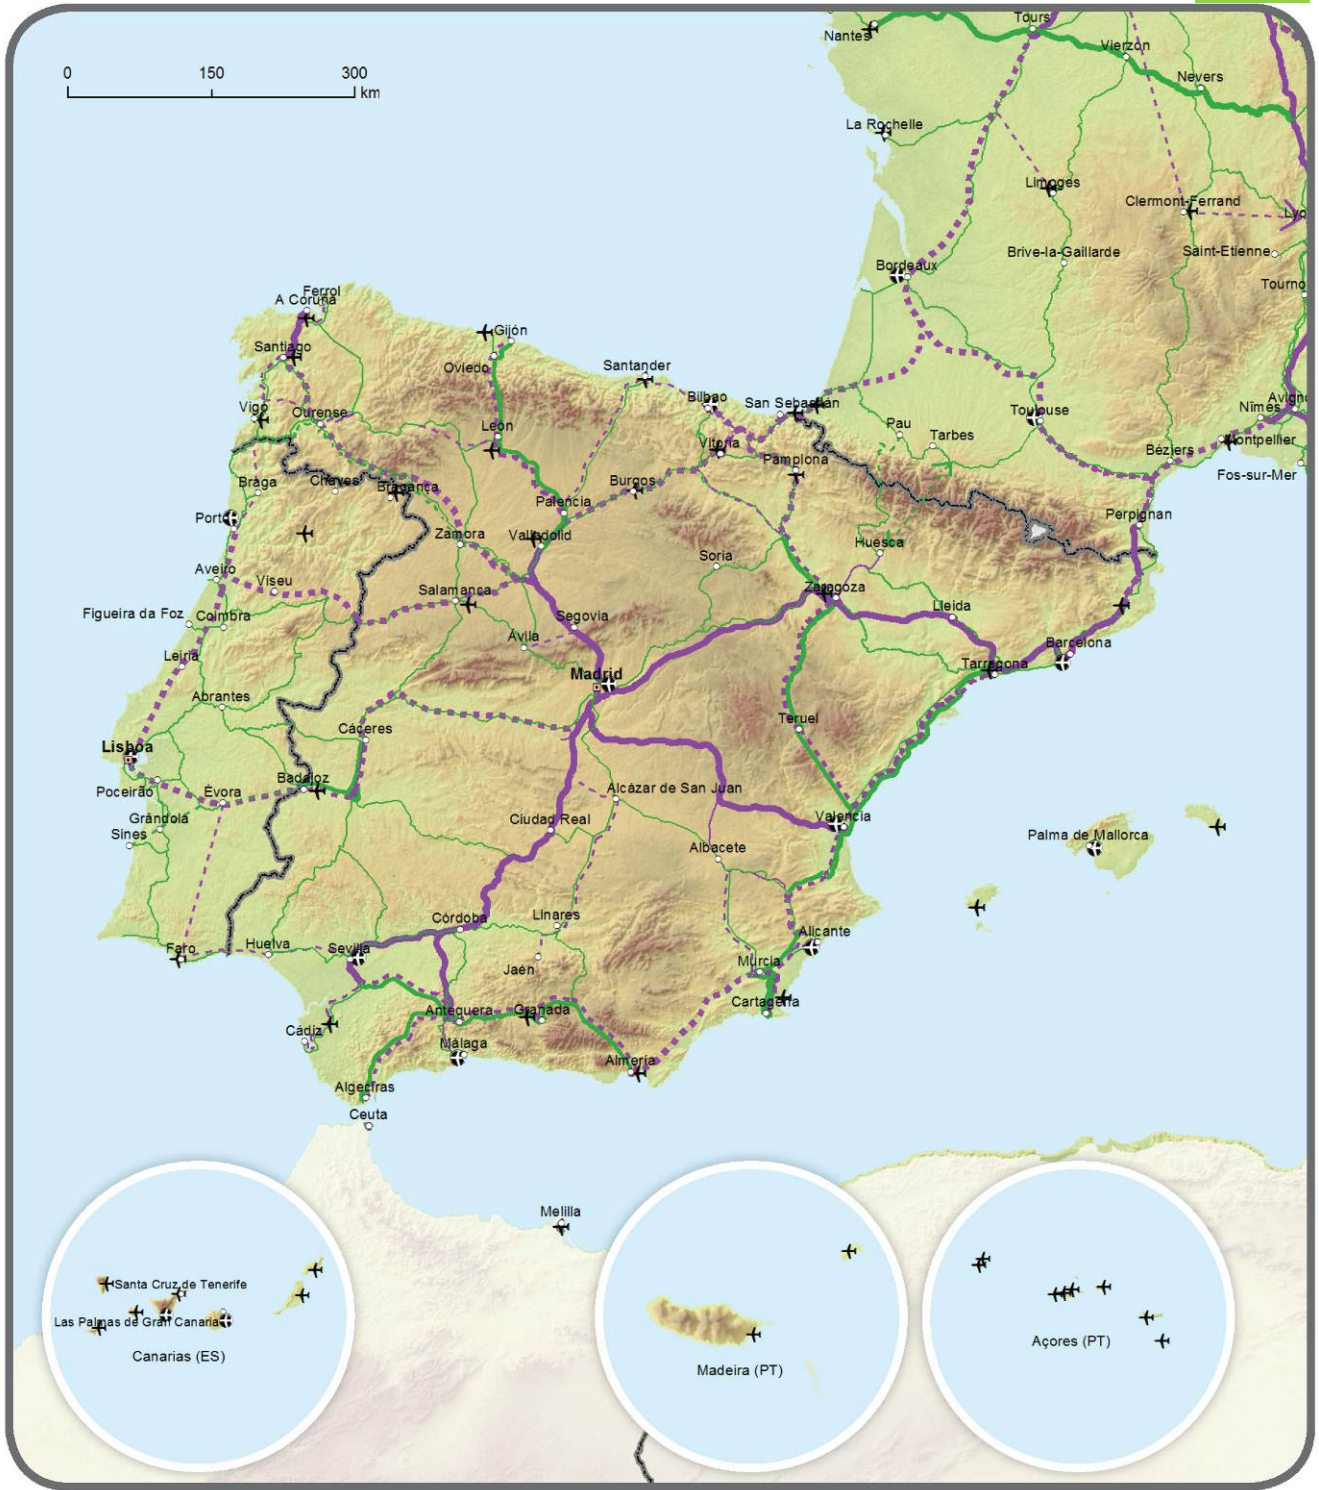 0 150 300
km
Tours
Nantes
Vierzon
Nevers
La Rochelle
Limoges
Clermont-Ferrand
Lyo
Bordeaux
Brive-la-Gaillarde
Saint-Etienne
Tourno
Ferrol
A Coruña
Gijón
Santiago
Oviedo
Santander
Bilbao
San Sebastián
Vigo
Ourense
León
Vitoria
Pamplona
Pau
Tarbes
Toulouse
Avigno
Nîmes
Montpellier
Béziers
Fos-sur-Mer
Braga
Chaves
Bragança
Burgos
Palencia
Perpignan
Porto
Zamora
Valladolid
Soria
Huesca
Aveiro
Viseu
Salamanca
Zaragoza
Lleida
Figueira da Foz
Coimbra
Segovia
Ávila
Barcelona
Leiria
Madrid
Tarragona
Abrantes
Cáceres
Teruel
Lisboa
Badajoz
Poceirão
Évora
Alcázar de San Juan
Grândola
Sines
Ciudad Real
Valencia
Albacete
Palma de Mallorca
Córdoba
Linares
Alicante
Faro
Huelva
Sevilla
Jaén
Murcia
Cartagena
Antequera
Granada
Cádiz
Málaga
Almería
Algeciras
Ceuta
Melilla
Santa Cruz de Tenerife
Las Palmas de Gran Canaria
Canarias (ES)
Madeira (PT)
Açores (PT)